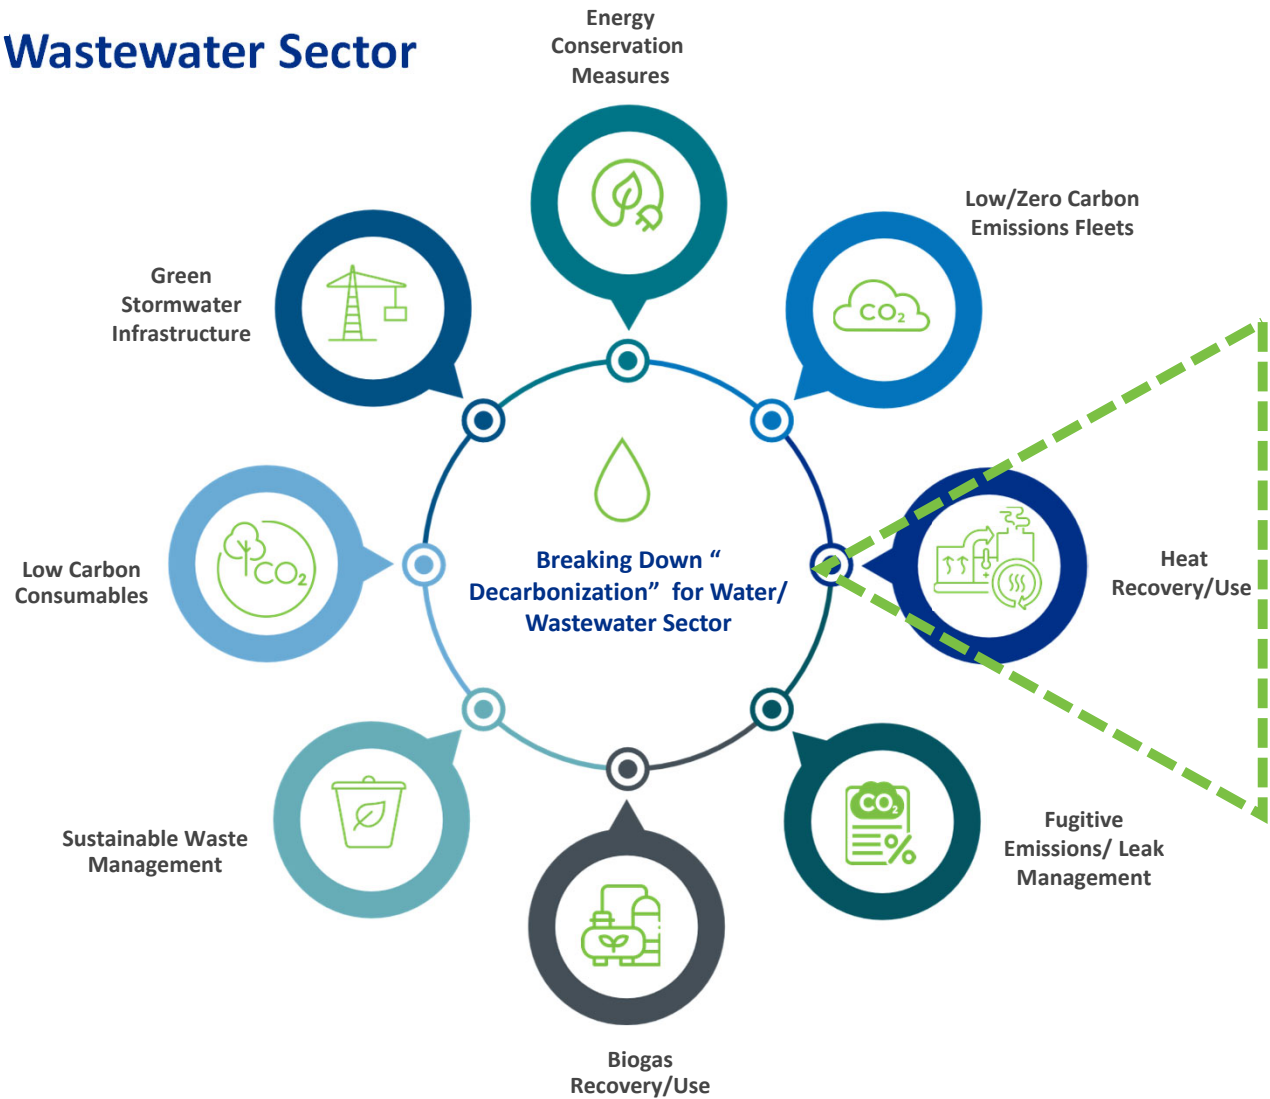 Wastewater Sector
Energy
Conservation
Measures
Low/Zero Carbon
Emissions Fleets
CO₂
Green
Stormwater
Infrastructure
Breaking Down “
Decarbonization” for Water/
Wastewater Sector
Heat
Recovery/Use
Low Carbon
Consumables
CO₂
Fugitive
Emissions/ Leak
Management
CO₂
%
Sustainable Waste
Management
Biogas
Recovery/Use